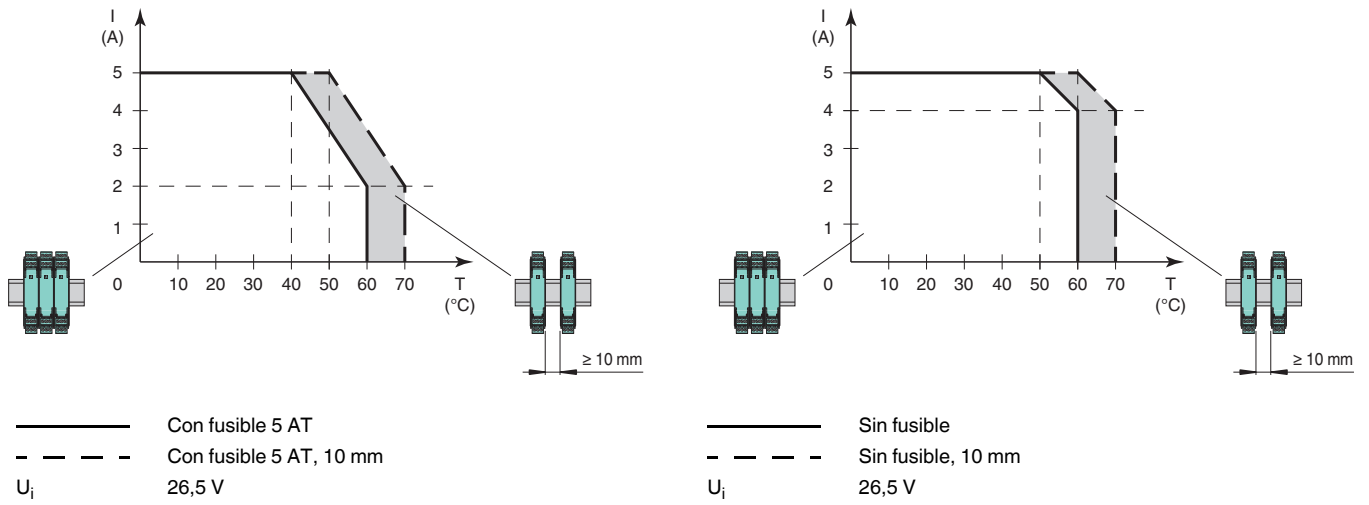 I
(A)
5
4
3
2
1
0
10 20 30 40 50 60 70 T
(°C)
≥ 10 mm
Con fusible 5 AT
Con fusible 5 AT, 10 mm
Ui 26,5 V
I
(A)
5
4
3
2
1
0
10 20 30 40 50 60 70 T
(°C)
≥ 10 mm
Sin fusible
Sin fusible, 10 mm
Ui 26,5 V